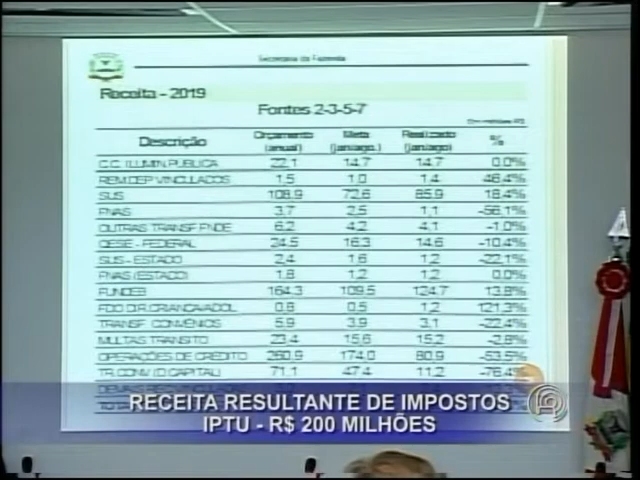 Secretaria da Fazenda
Receita - 2019
Fontes 2-3-5-7
Em milhões R$
Descrição Orçamento (anual) Meta (jan/ago.) Realizado (jan/ago) %
C.C. ILUMIN.PÚBLICA 22,1 14,7 14,7 0,0%
REM.DEP VINCULADOS 1,5 1,0 1,4 46,4%
SUS 108,9 72,6 85,9 18,4%
FNAS 3,7 2,5 1,1 -56,1%
OUTRAS TRANSF.FNDE 6,2 4,2 4,1 -1,0%
QESE - FEDERAL 24,5 16,3 14,6 -10,4%
SUS - ESTADO 2,4 1,6 1,2 -22,1%
FNAS (ESTADO) 1,8 1,2 1,2 0,0%
FUNDEB 164,3 109,5 124,7 13,8%
FDO DIR.CRIANÇA/ADOL 0,8 0,5 1,2 121,3%
TRANSF. CONVÊNIOS 5,9 3,9 3,1 -22,4%
MULTAS TRÂNSITO 23,4 15,6 15,2 -2,8%
OPERAÇÕES DE CRÉDITO 260,9 174,0 80,9 -53,5%
TR.CONV.(D CAPITAL) 71,1 47,4 11,2 -76,4%
RECEITA RESULTANTE DE IMPOSTOS
IPTU - R$ 200 MILHÕES